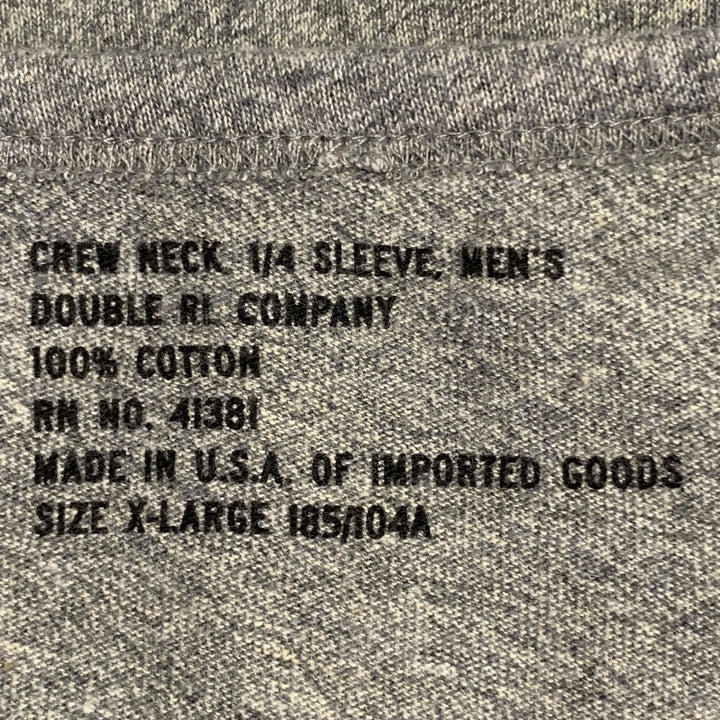 CREW NECK, 1/4 SLEEVE, MEN'S
DOUBLE RL COMPANY
100% COTTON
RN NO. 41381
MADE IN U.S.A. OF IMPORTED GOODS
SIZE X-LARGE 185/104A